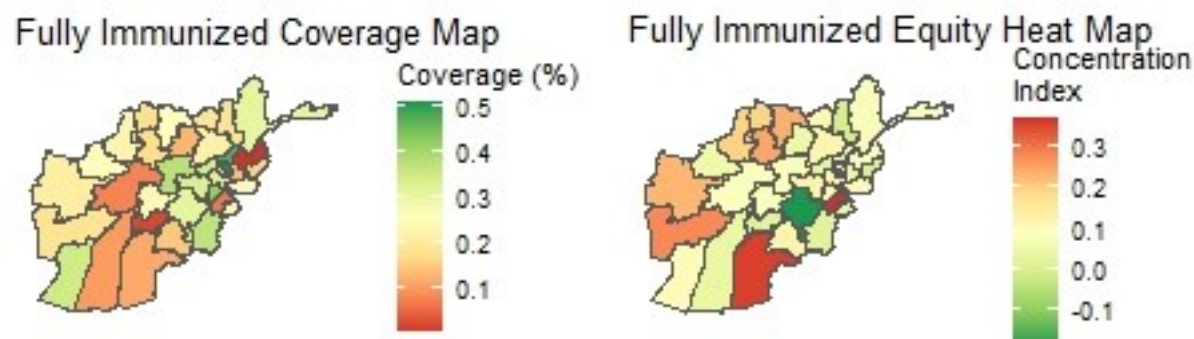 Fully Immunized Coverage Map
Coverage (%)
0.5
0.4
0.3
0.2
0.1
Fully Immunized Equity Heat Map
Concentration
Index
0.3
0.2
0.1
0.0
-0.1